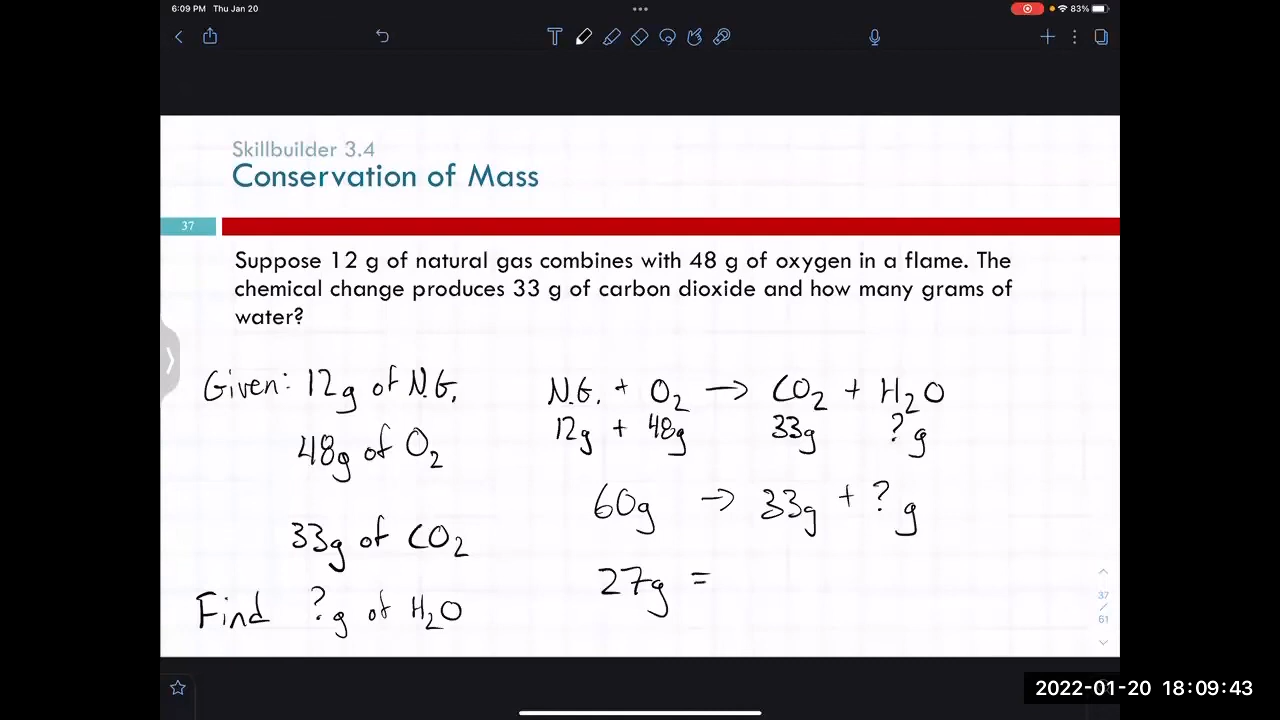 6:09 PM Thu Jan 20
83%
T
Skillbuilder 3.4
Conservation of Mass
37
Suppose 12 g of natural gas combines with 48 g of oxygen in a flame. The
chemical change produces 33 g of carbon dioxide and how many grams of
water?
Given: 12g of N.G.
48g of O2
33g of CO2
Find ?g of H2O
N.G. + O2 → CO2 + H2O
12g + 48g 33g ?g
60g → 33g + ?g
27g =
37
/
61
2022-01-20 18:09:43